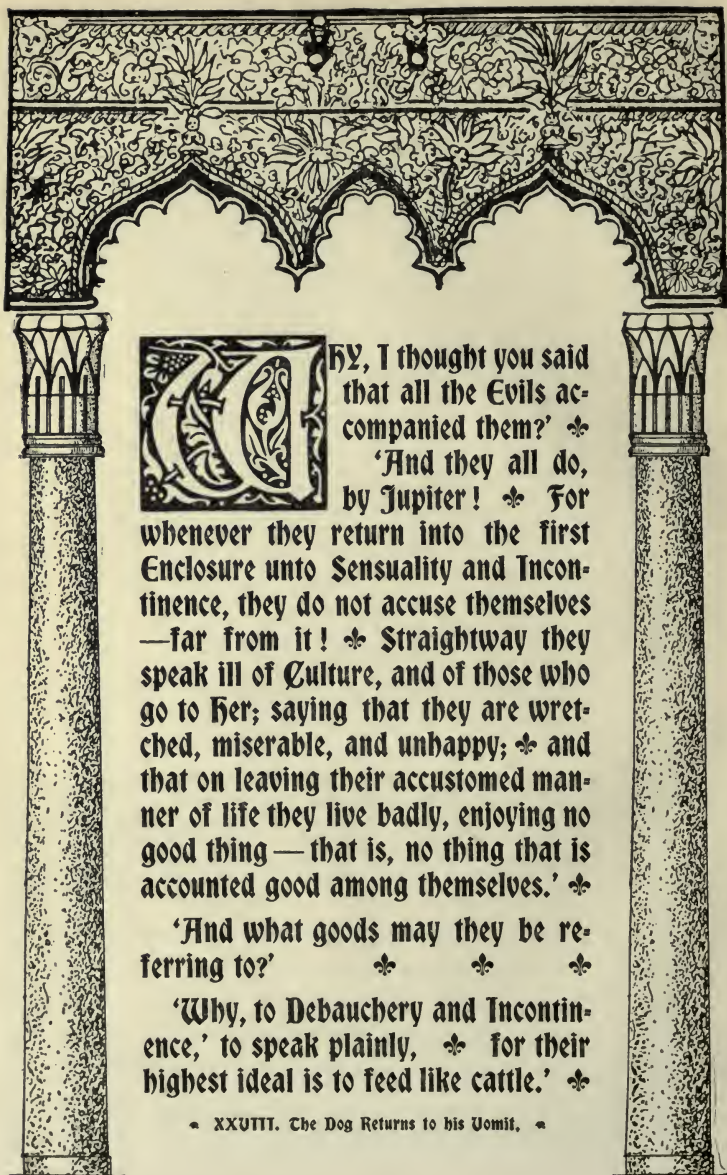 WHY, I thought you said
that all the Evils ac-
companied them?'
'And they all do,
by Jupiter! For
whenever they return into the first
Enclosure unto Sensuality and Incon-
tinence, they do not accuse themselves
—far from it! Straightway they
speak ill of Culture, and of those who
go to Her; saying that they are wret-
ched, miserable, and unhappy; and
that on leaving their accustomed man-
ner of life they live badly, enjoying no
good thing — that is, no thing that is
accounted good among themselves.'
'And what goods may they be re-
ferring to?'
'Why, to Debauchery and Incontin-
ence,' to speak plainly, for their
highest ideal is to feed like cattle.'
XXVIII. The Dog Returns to his Vomit.